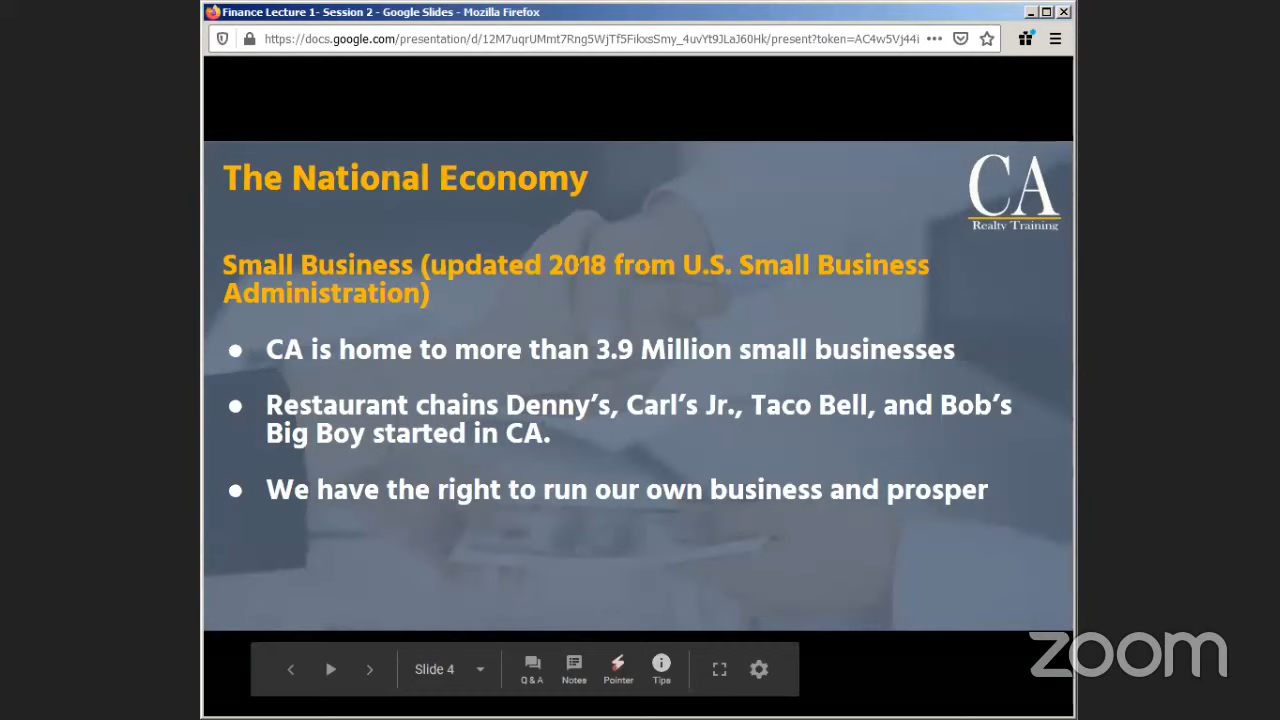 Finance Lecture 1- Session 2 - Google Slides - Mozilla Firefox
https://docs.google.com/presentation/d/12M7uqrUMmt7Rng5WjTf5FikxsSmy_4uvYt9JLaJ60Hk/present?token=AC4w5Vj44i
The National Economy
CA
Realty Training
Small Business (updated 2018 from U.S. Small Business
Administration)
● CA is home to more than 3.9 Million small businesses
● Restaurant chains Denny's, Carl's Jr., Taco Bell, and Bob's
Big Boy started in CA.
● We have the right to run our own business and prosper
Slide 4
Q & A
Notes
Pointer
Tips
zoom